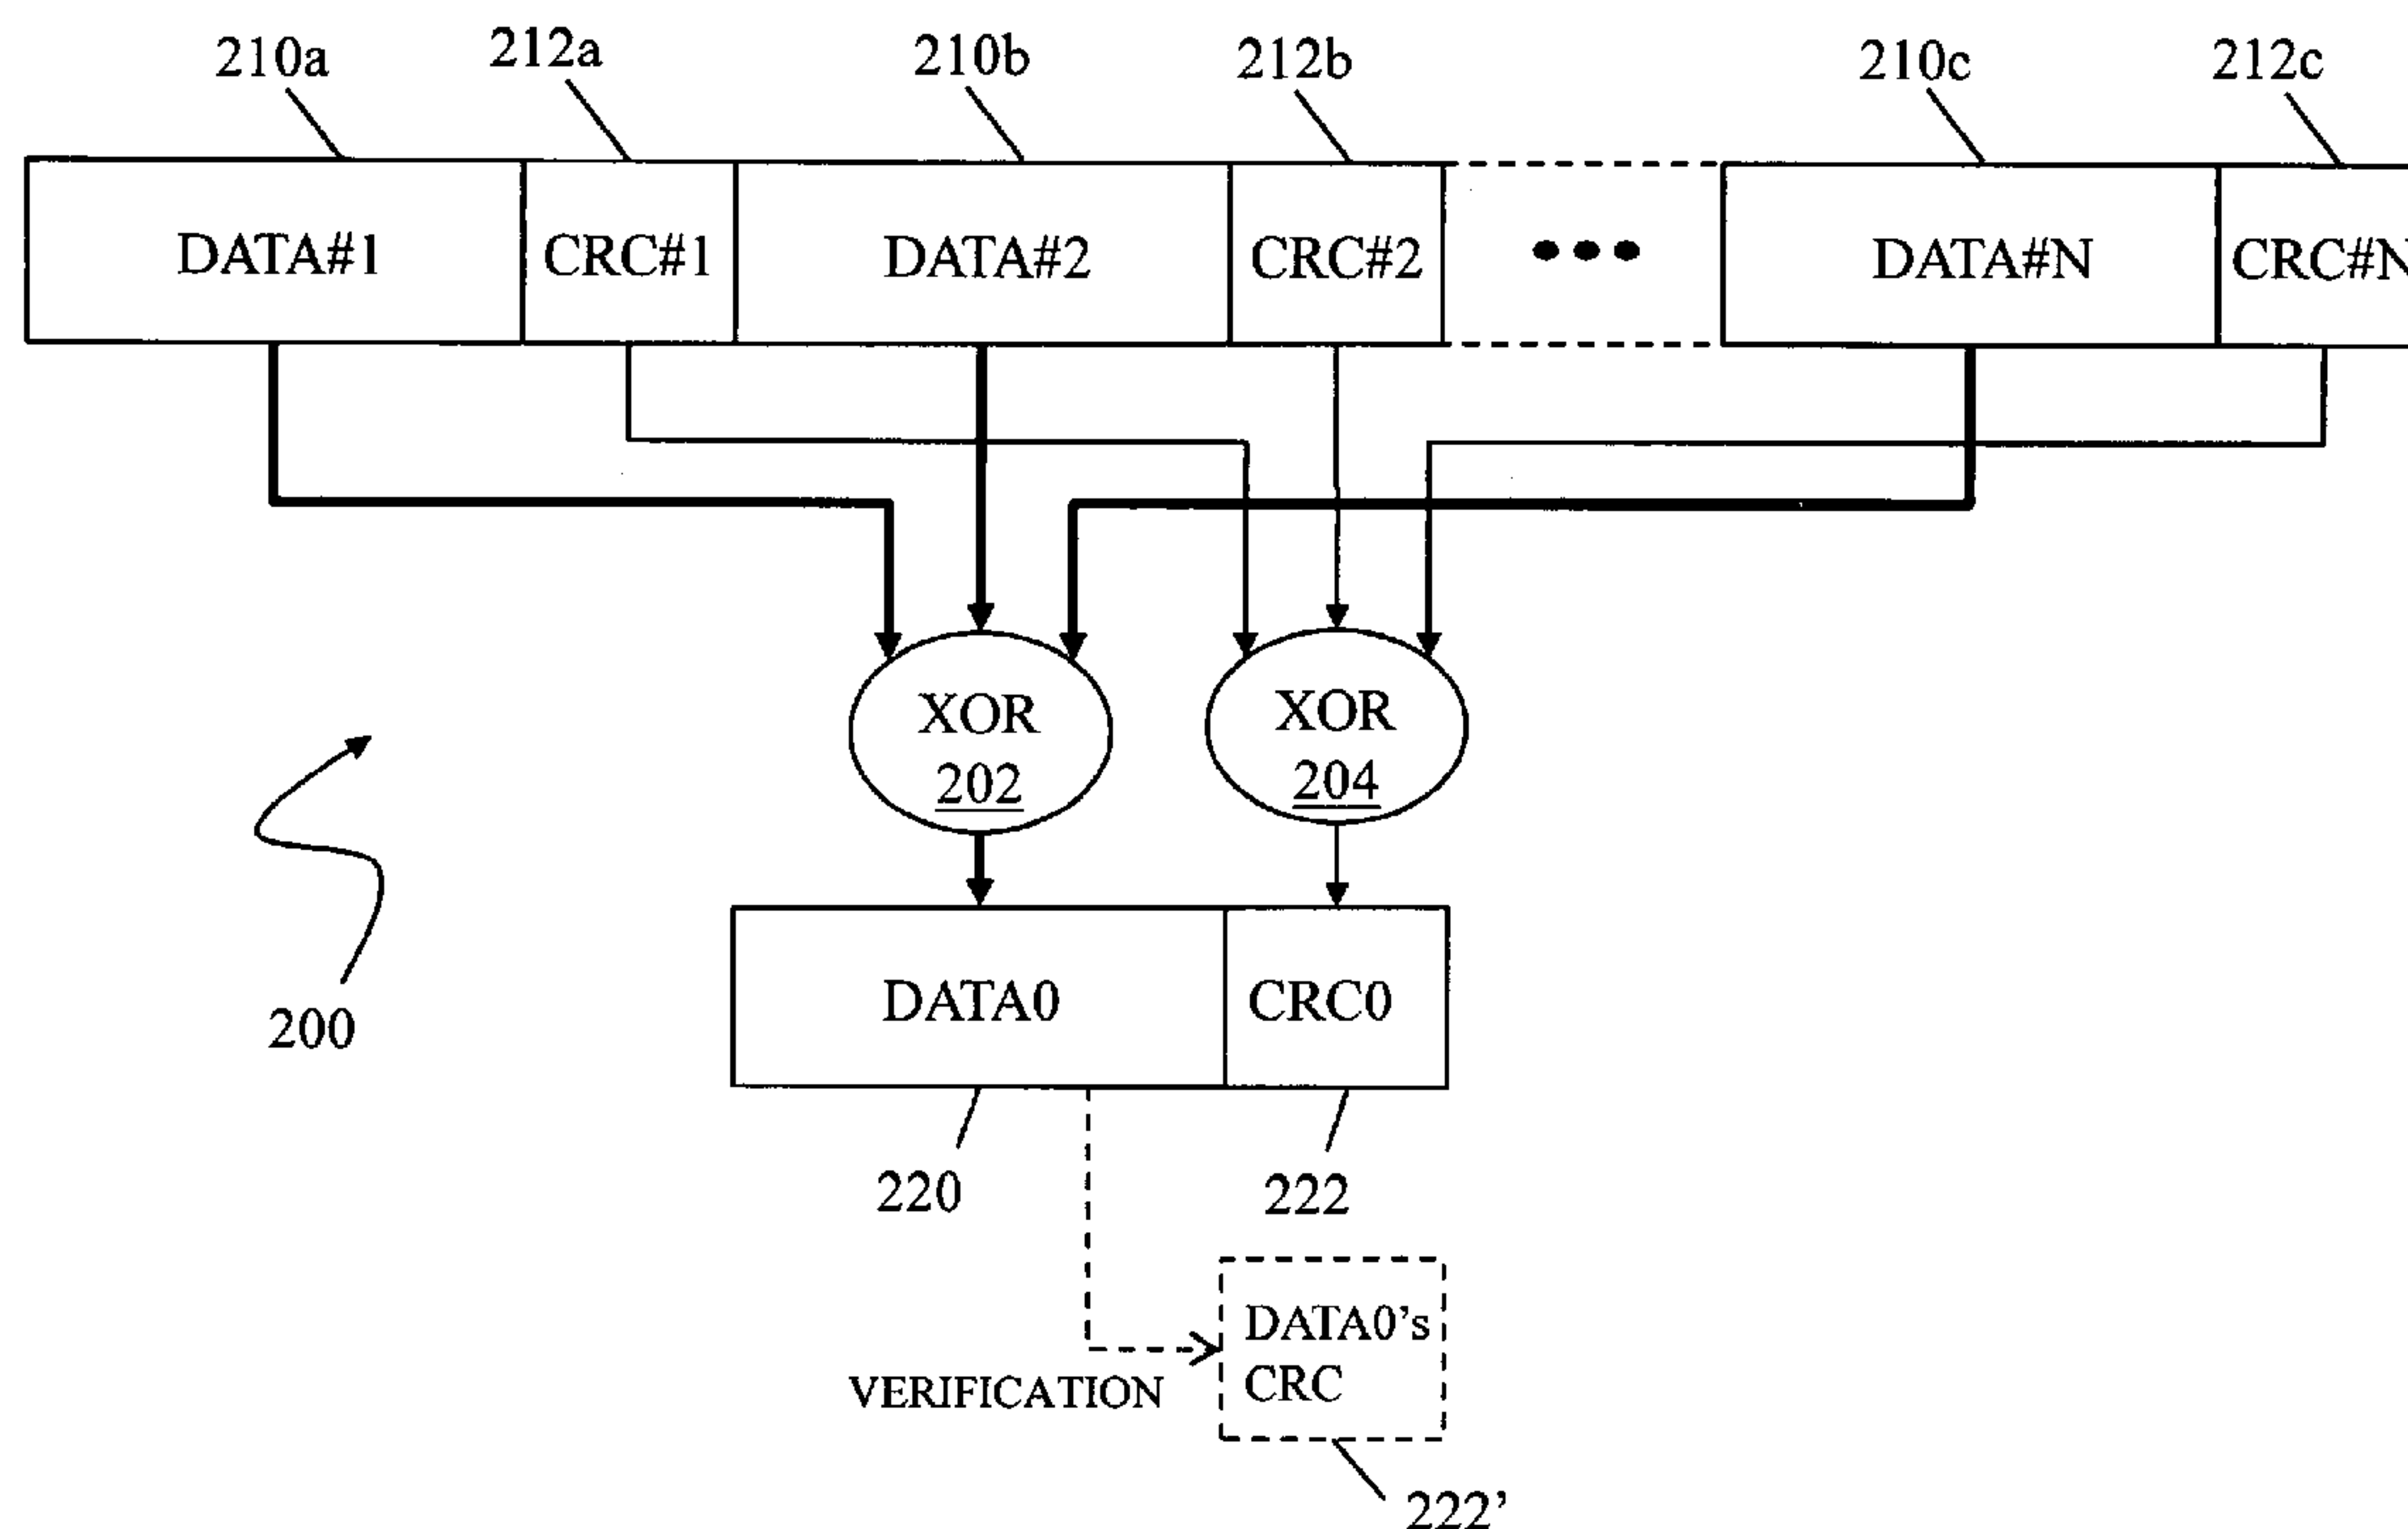 210a 212a 210b 212b 210c 212c
DATA#1 CRC#1 DATA#2 CRC#2 ••• DATA#N CRC#N
XOR
202
XOR
204
200
DATA0 CRC0
220 222
VERIFICATION
DATA0's
CRC
222'